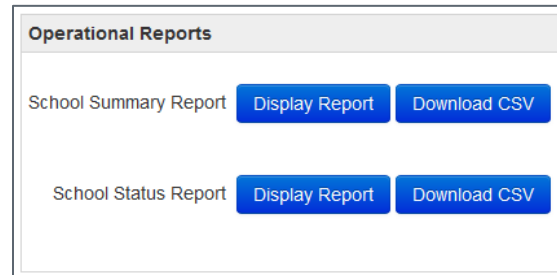 Operational Reports
School Summary Report Display Report Download CSV
School Status Report Display Report Download CSV